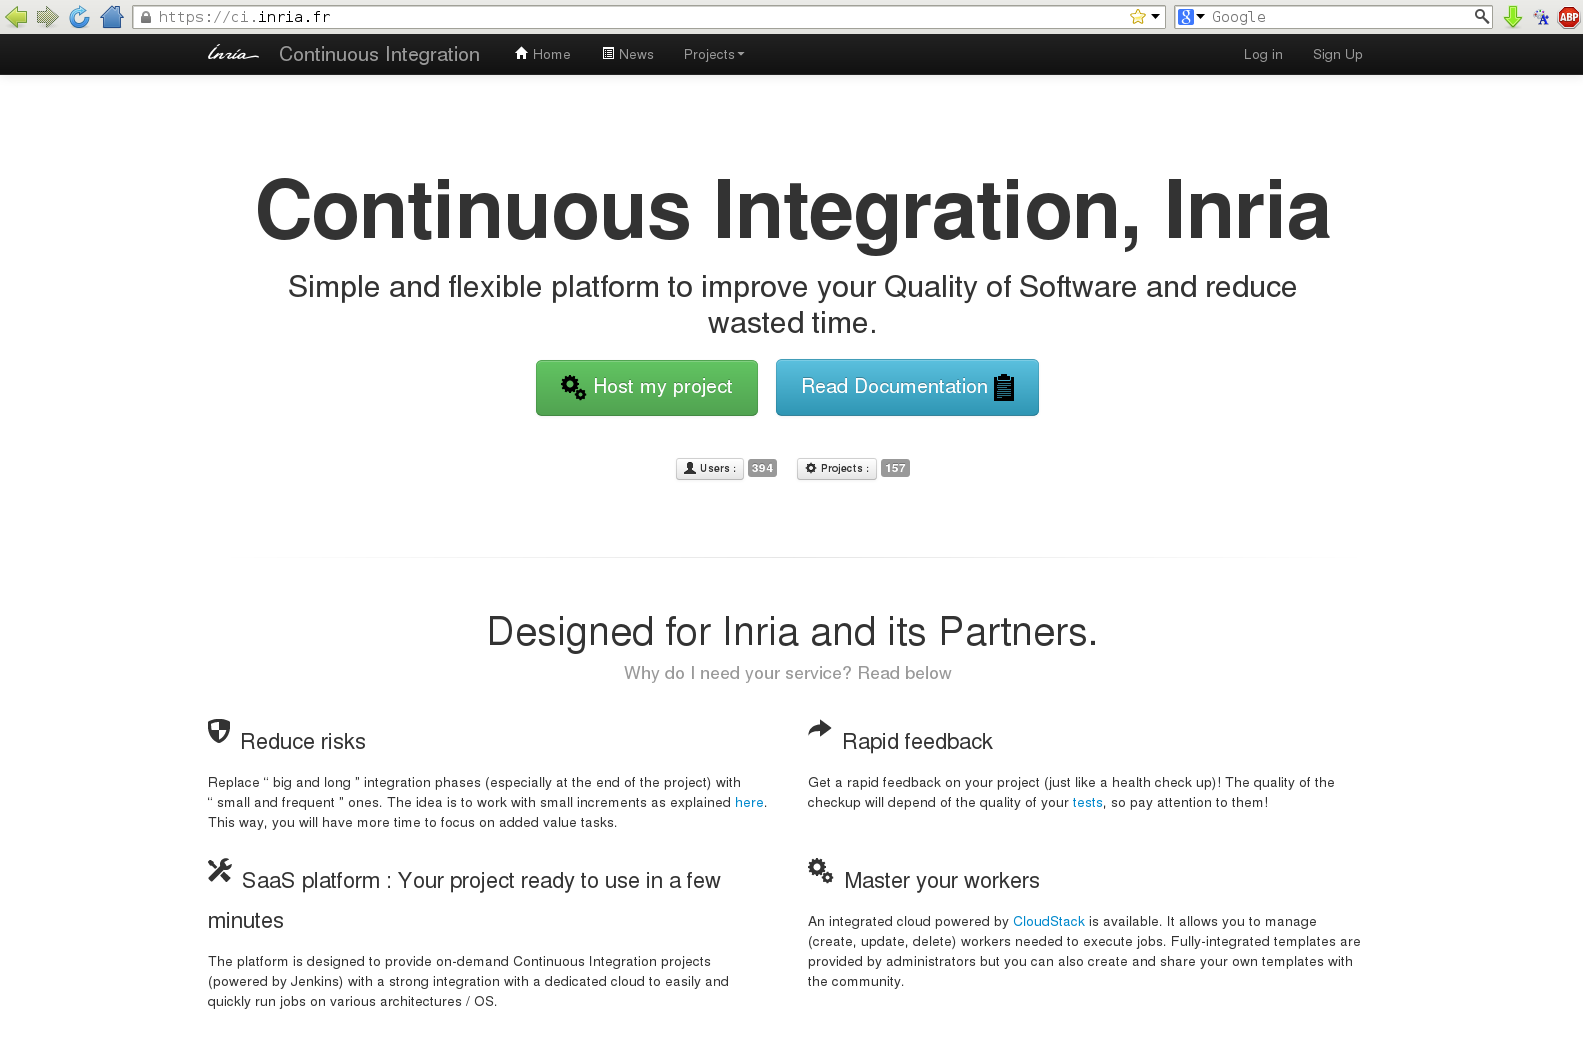 https://ci.inria.fr Google ABP
Inria Continuous Integration Home News Projects Log in Sign Up
Continuous Integration, Inria
Simple and flexible platform to improve your Quality of Software and reduce
wasted time.
Host my project Read Documentation
Users : 394 Projects : 157
Designed for Inria and its Partners.
Why do I need your service? Read below
Reduce risks
Replace “ big and long ” integration phases (especially at the end of the project) with
“ small and frequent ” ones. The idea is to work with small increments as explained here.
This way, you will have more time to focus on added value tasks.
Rapid feedback
Get a rapid feedback on your project (just like a health check up)! The quality of the
checkup will depend of the quality of your tests, so pay attention to them!
SaaS platform : Your project ready to use in a few
minutes
The platform is designed to provide on-demand Continuous Integration projects
(powered by Jenkins) with a strong integration with a dedicated cloud to easily and
quickly run jobs on various architectures / OS.
Master your workers
An integrated cloud powered by CloudStack is available. It allows you to manage
(create, update, delete) workers needed to execute jobs. Fully-integrated templates are
provided by administrators but you can also create and share your own templates with
the community.